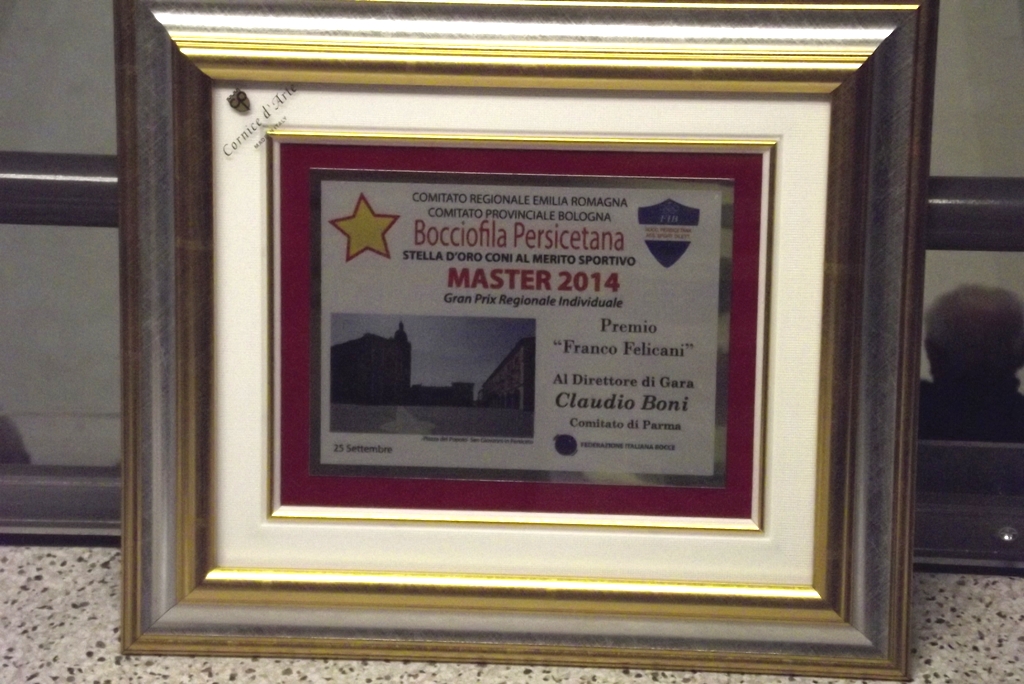 Cornice d'Arte
COMITATO REGIONALE EMILIA ROMAGNA
COMITATO PROVINCIALE BOLOGNA
Bocciofila Persicetana
STELLA D'ORO CONI AL MERITO SPORTIVO
MASTER 2014
Gran Prix Regionale Individuale
FIB
Premio
“Franco Felicani”
Al Direttore di Gara
Claudio Boni
Comitato di Parma
FEDERAZIONE ITALIANA BOCCE
25 Settembre